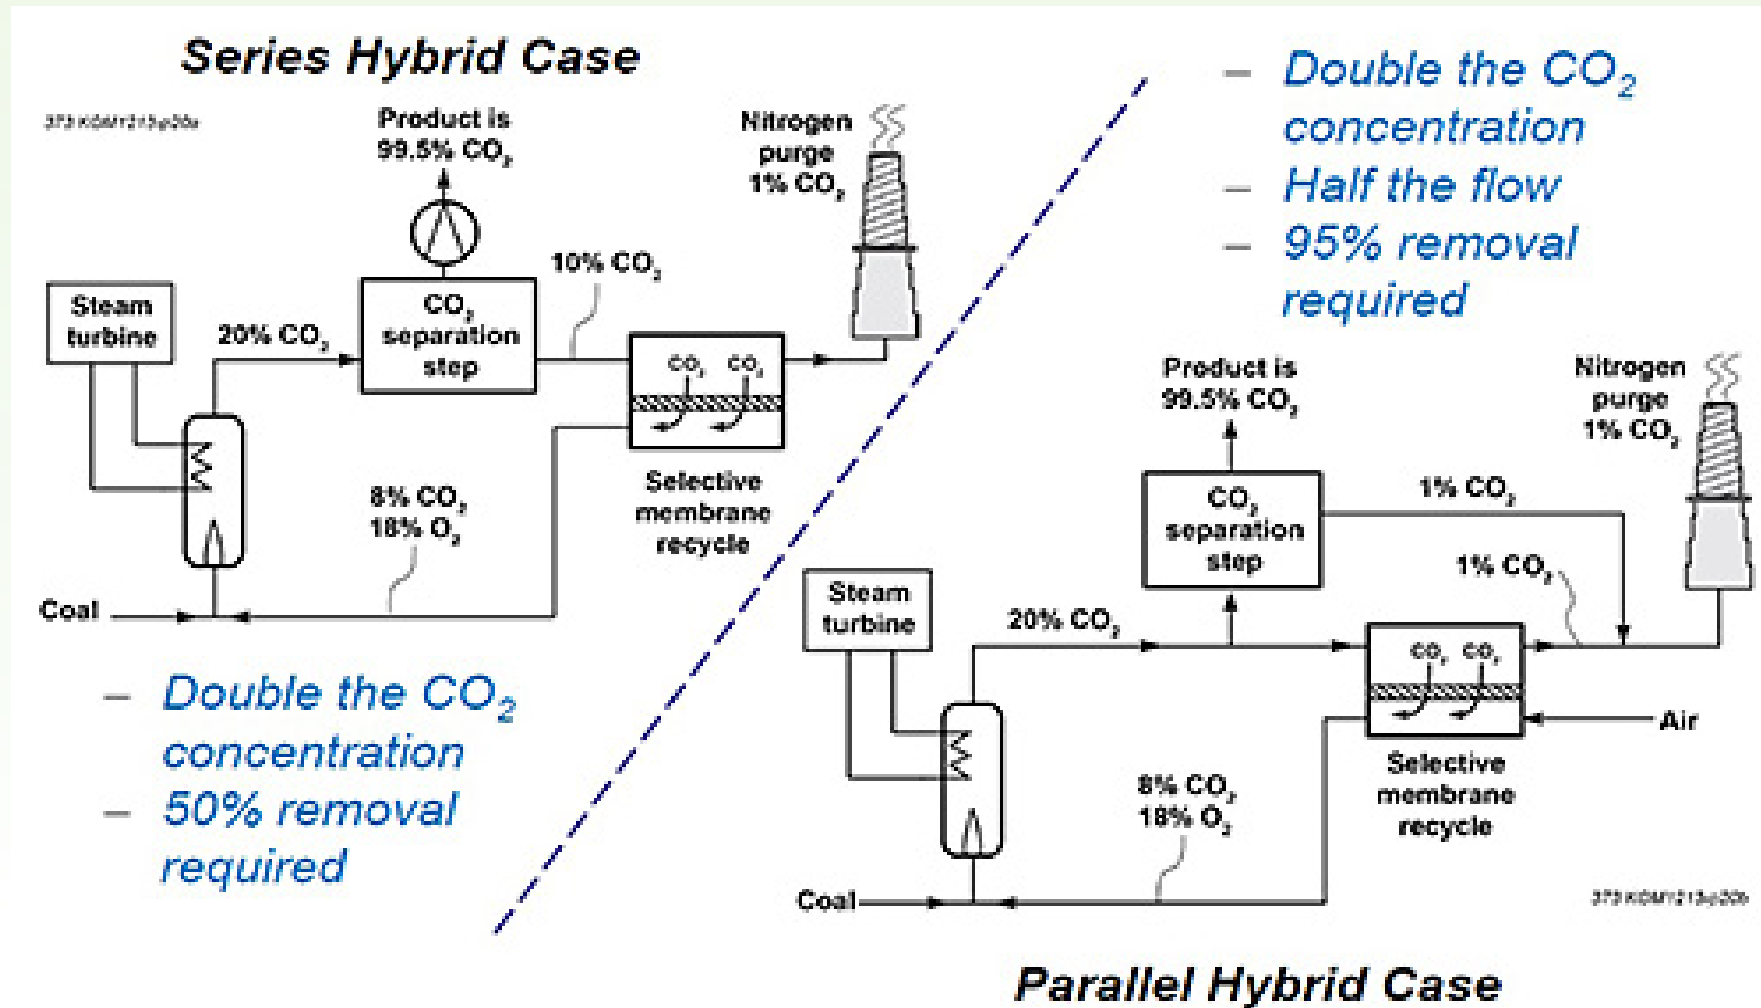 Series Hybrid Case
Product is
99.5% CO₂
Nitrogen
purge
1% CO₂
10% CO₂
Steam
turbine
20% CO₂
CO₂
separation
step
CO₂ CO₂
Selective
membrane
recycle
8% CO₂
18% O₂
Coal
– Double the CO₂
concentration
– 50% removal
required
– Double the CO₂
concentration
– Half the flow
– 95% removal
required
Product is
99.5% CO₂
Nitrogen
purge
1% CO₂
CO₂
separation
step
1% CO₂
1% CO₂
Steam
turbine
20% CO₂
CO₂ CO₂
Air
Selective
membrane
recycle
8% CO₂
18% O₂
Coal
Parallel Hybrid Case